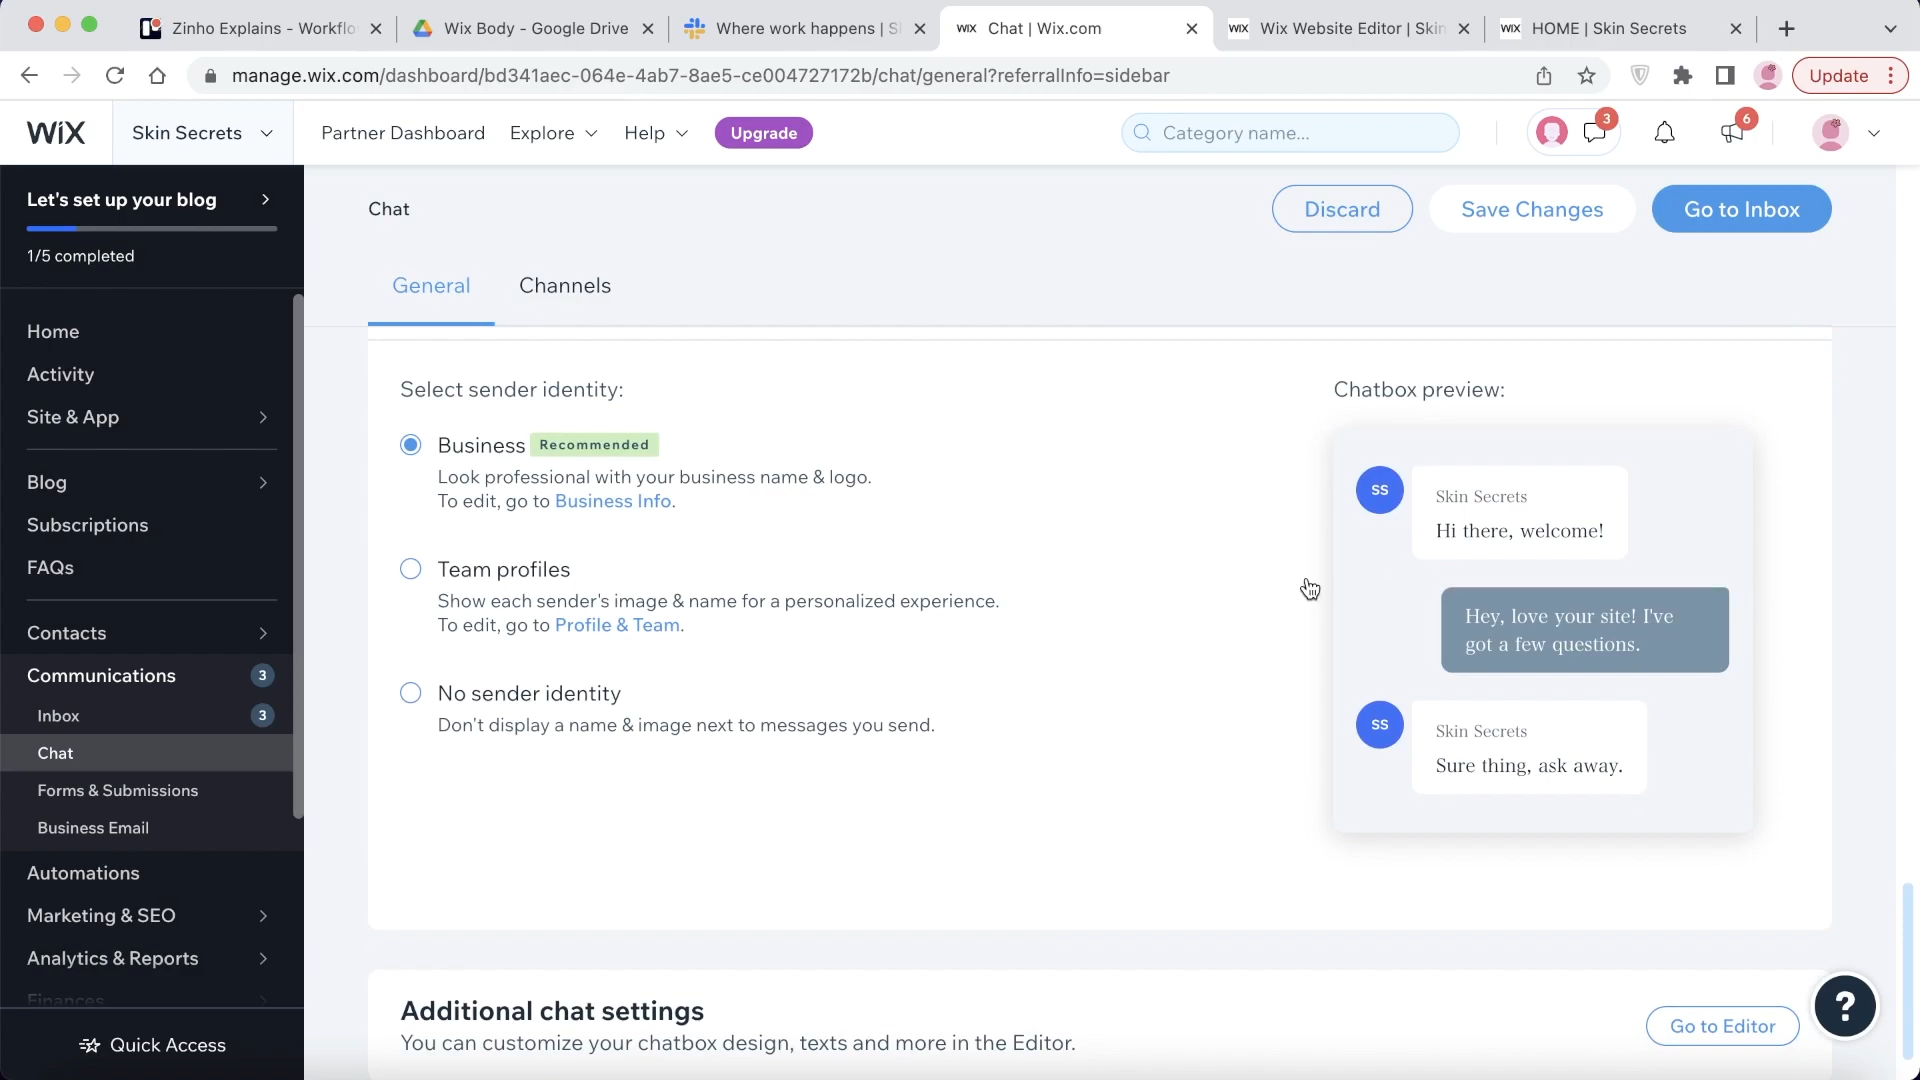 Zinho Explains - Workflo
Wix Body - Google Drive
Where work happens | Sl
WIX Chat | Wix.com
WIX Wix Website Editor | Skin
WIX HOME | Skin Secrets
manage.wix.com/dashboard/bd341aec-064e-4ab7-8ae5-ce004727172b/chat/general?referralInfo=sidebar
Update
WIX
Skin Secrets
Partner Dashboard
Explore
Help
Upgrade
Category name...
3
6
Let's set up your blog
1/5 completed
Home
Activity
Site & App
Blog
Subscriptions
FAQs
Contacts
Communications 3
Inbox 3
Chat
Forms & Submissions
Business Email
Automations
Marketing & SEO
Analytics & Reports
Finances
Quick Access
Chat
Discard
Save Changes
Go to Inbox
General
Channels
Select sender identity:
Business Recommended
Look professional with your business name & logo.
To edit, go to Business Info.
Team profiles
Show each sender's image & name for a personalized experience.
To edit, go to Profile & Team.
No sender identity
Don't display a name & image next to messages you send.
Chatbox preview:
SS
Skin Secrets
Hi there, welcome!
Hey, love your site! I've
got a few questions.
SS
Skin Secrets
Sure thing, ask away.
Additional chat settings
You can customize your chatbox design, texts and more in the Editor.
Go to Editor
?